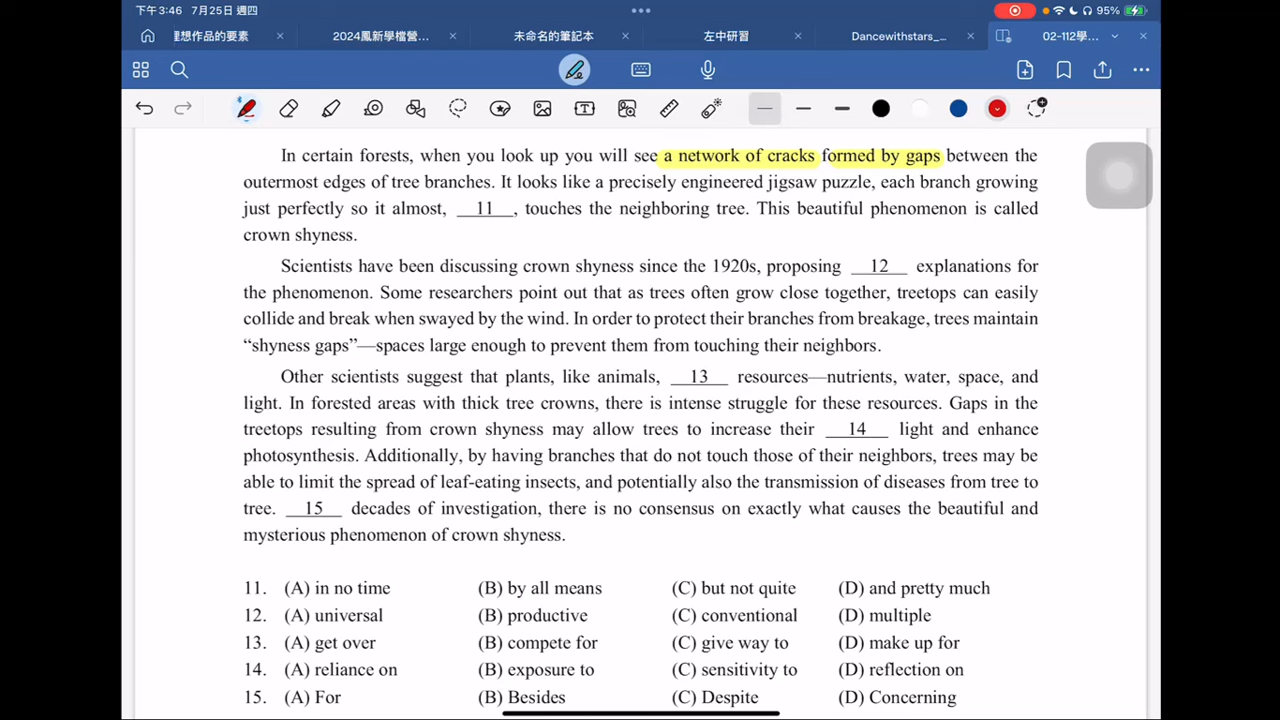 下午3:46 7月25日 週四
95%
理想作品的要素
2024鳳新學檔營...
未命名的筆記本
左中研習
Dancewithstars_...
02-112學...
In certain forests, when you look up you will see a network of cracks formed by gaps between the
outermost edges of tree branches. It looks like a precisely engineered jigsaw puzzle, each branch growing
just perfectly so it almost, 11 , touches the neighboring tree. This beautiful phenomenon is called
crown shyness.
Scientists have been discussing crown shyness since the 1920s, proposing 12 explanations for
the phenomenon. Some researchers point out that as trees often grow close together, treetops can easily
collide and break when swayed by the wind. In order to protect their branches from breakage, trees maintain
“shyness gaps”—spaces large enough to prevent them from touching their neighbors.
Other scientists suggest that plants, like animals, 13 resources—nutrients, water, space, and
light. In forested areas with thick tree crowns, there is intense struggle for these resources. Gaps in the
treetops resulting from crown shyness may allow trees to increase their 14 light and enhance
photosynthesis. Additionally, by having branches that do not touch those of their neighbors, trees may be
able to limit the spread of leaf-eating insects, and potentially also the transmission of diseases from tree to
tree. 15 decades of investigation, there is no consensus on exactly what causes the beautiful and
mysterious phenomenon of crown shyness.
11. (A) in no time (B) by all means (C) but not quite (D) and pretty much
12. (A) universal (B) productive (C) conventional (D) multiple
13. (A) get over (B) compete for (C) give way to (D) make up for
14. (A) reliance on (B) exposure to (C) sensitivity to (D) reflection on
15. (A) For (B) Besides (C) Despite (D) Concerning